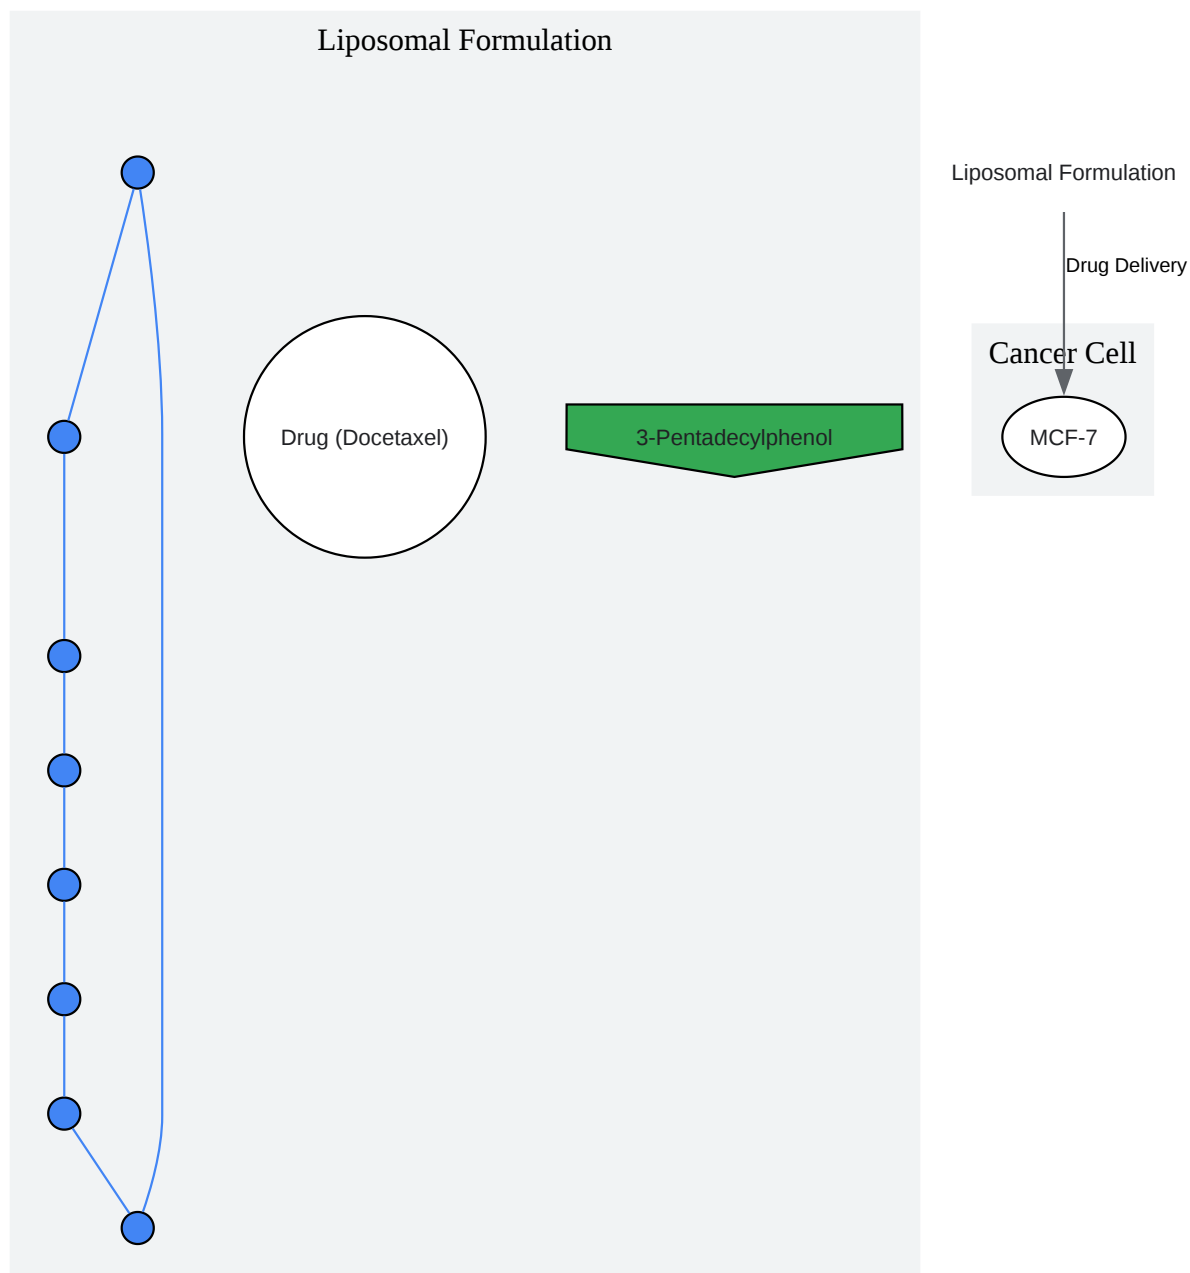 Liposomal Formulation
Liposomal Formulation
Drug Delivery
Cancer Cell
Drug (Docetaxel)
3-Pentadecylphenol
MCF-7